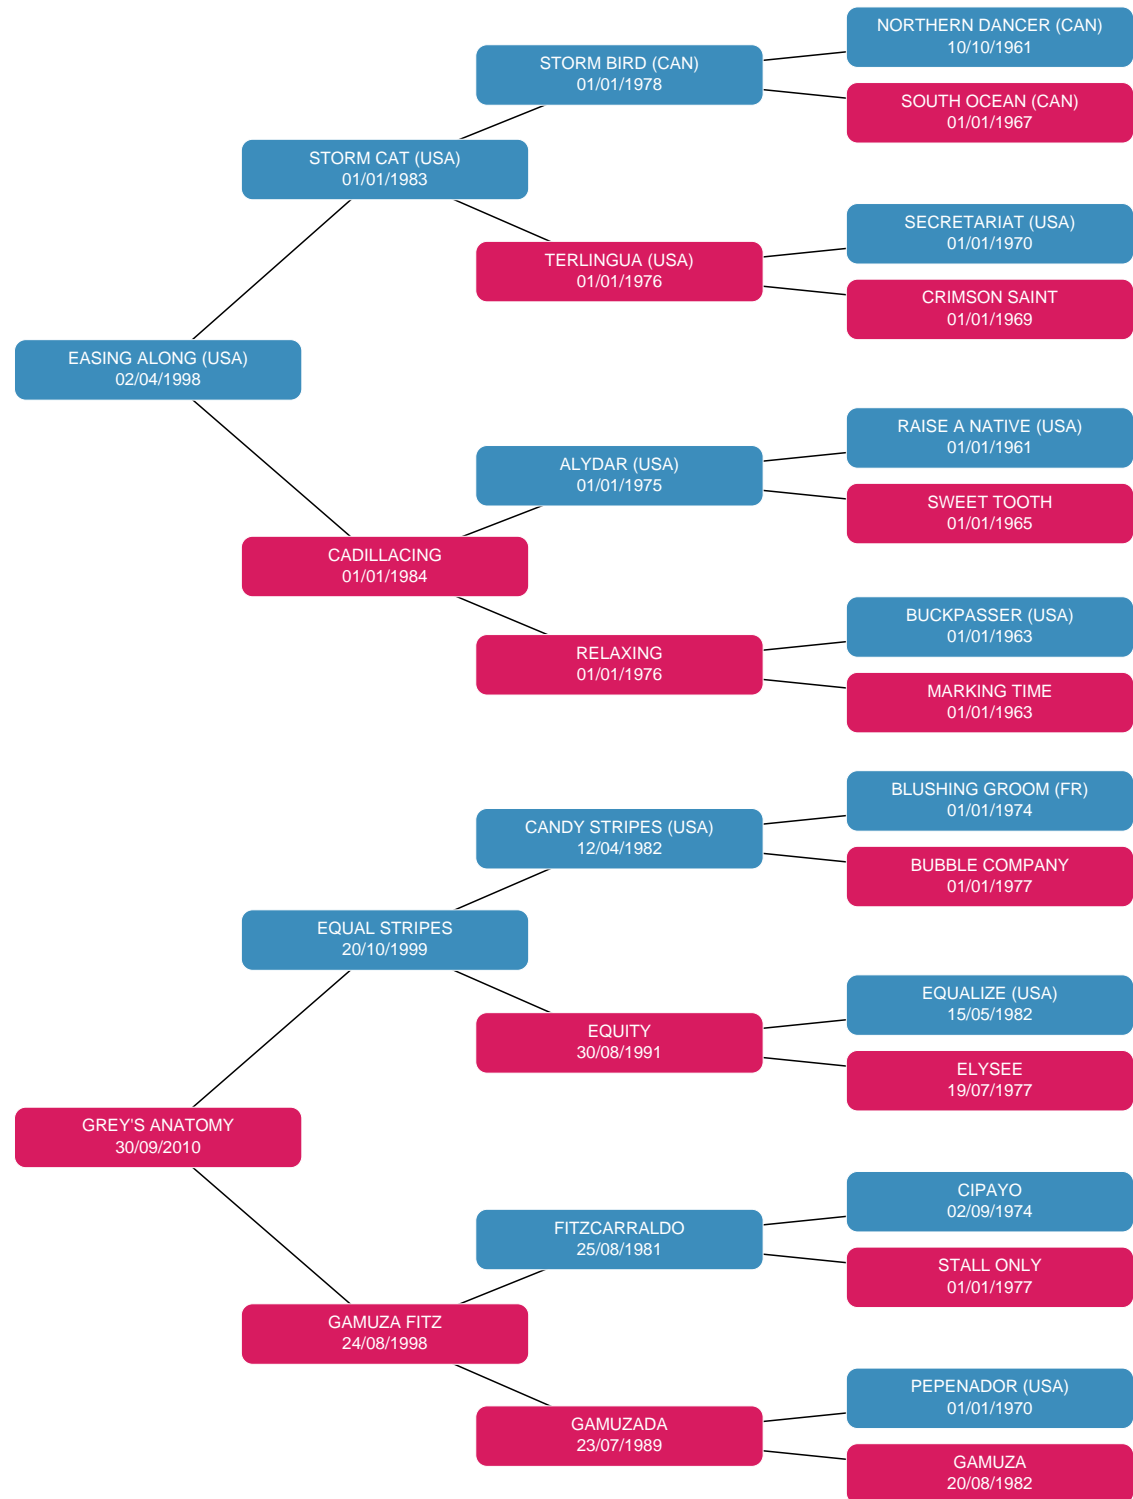 NORTHERN DANCER (CAN)
10/10/1961
STORM BIRD (CAN)
01/01/1978
SOUTH OCEAN (CAN)
01/01/1967
STORM CAT (USA)
01/01/1983
SECRETARIAT (USA)
01/01/1970
TERLINGUA (USA)
01/01/1976
CRIMSON SAINT
01/01/1969
EASING ALONG (USA)
02/04/1998
RAISE A NATIVE (USA)
01/01/1961
ALYDAR (USA)
01/01/1975
SWEET TOOTH
01/01/1965
CADILLACING
01/01/1984
BUCKPASSER (USA)
01/01/1963
RELAXING
01/01/1976
MARKING TIME
01/01/1963
BLUSHING GROOM (FR)
01/01/1974
CANDY STRIPES (USA)
12/04/1982
BUBBLE COMPANY
01/01/1977
EQUAL STRIPES
20/10/1999
EQUALIZE (USA)
15/05/1982
EQUITY
30/08/1991
ELYSEE
19/07/1977
GREY'S ANATOMY
30/09/2010
CIPAYO
02/09/1974
FITZCARRALDO
25/08/1981
STALL ONLY
01/01/1977
GAMUZA FITZ
24/08/1998
PEPENADOR (USA)
01/01/1970
GAMUZADA
23/07/1989
GAMUZA
20/08/1982